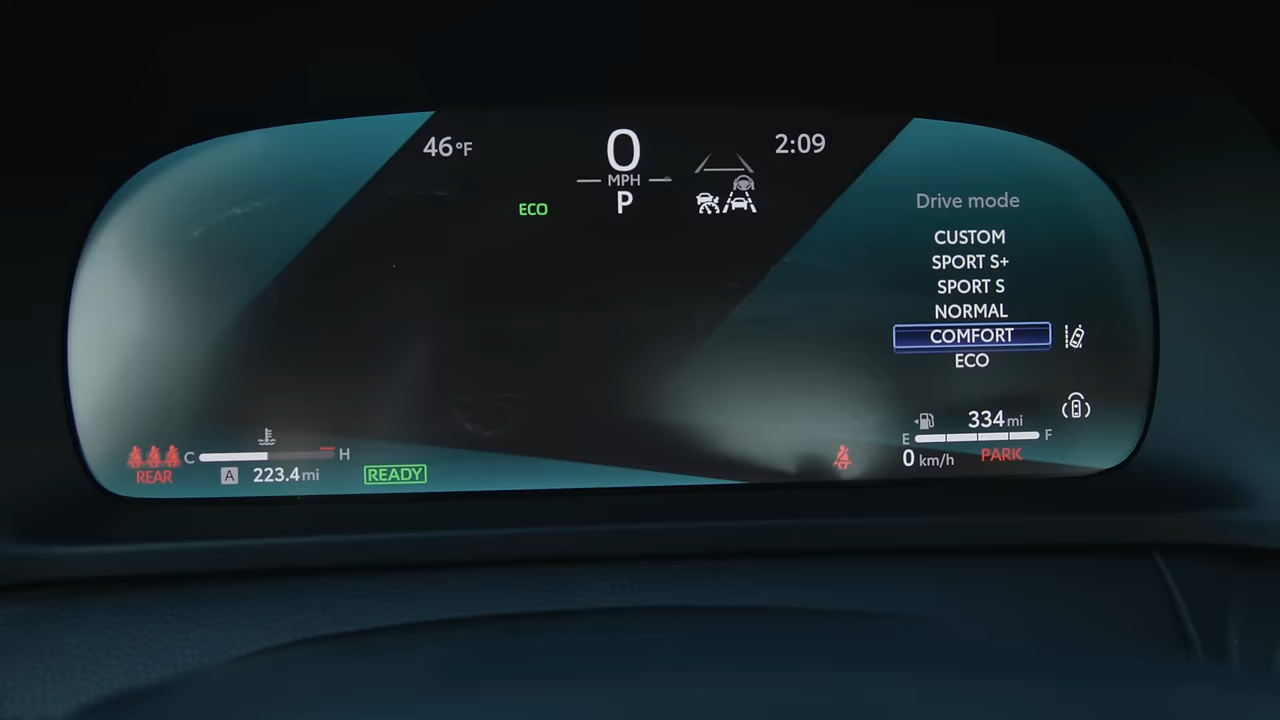 46°F
0
MPH
P
2:09
ECO
Drive mode
CUSTOM
SPORT S+
SPORT S
NORMAL
COMFORT
ECO
334 mi
E F
0 km/h PARK
C H
REAR
A 223.4 mi
READY